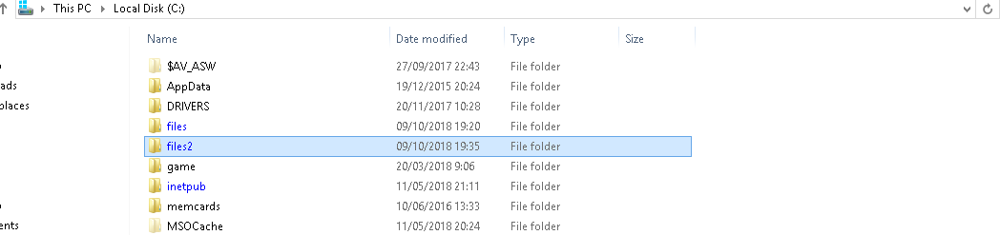 This PC Local Disk (C:)
Name Date modified Type Size
$AV_ASW 27/09/2017 22:43 File folder
ads AppData 19/12/2015 20:24 File folder
places DRIVERS 20/11/2017 10:28 File folder
files 09/10/2018 19:20 File folder
files2 09/10/2018 19:35 File folder
game 20/03/2018 9:06 File folder
inetpub 11/05/2018 21:11 File folder
memcards 10/06/2016 13:33 File folder
ents MSOCache 11/05/2018 20:24 File folder